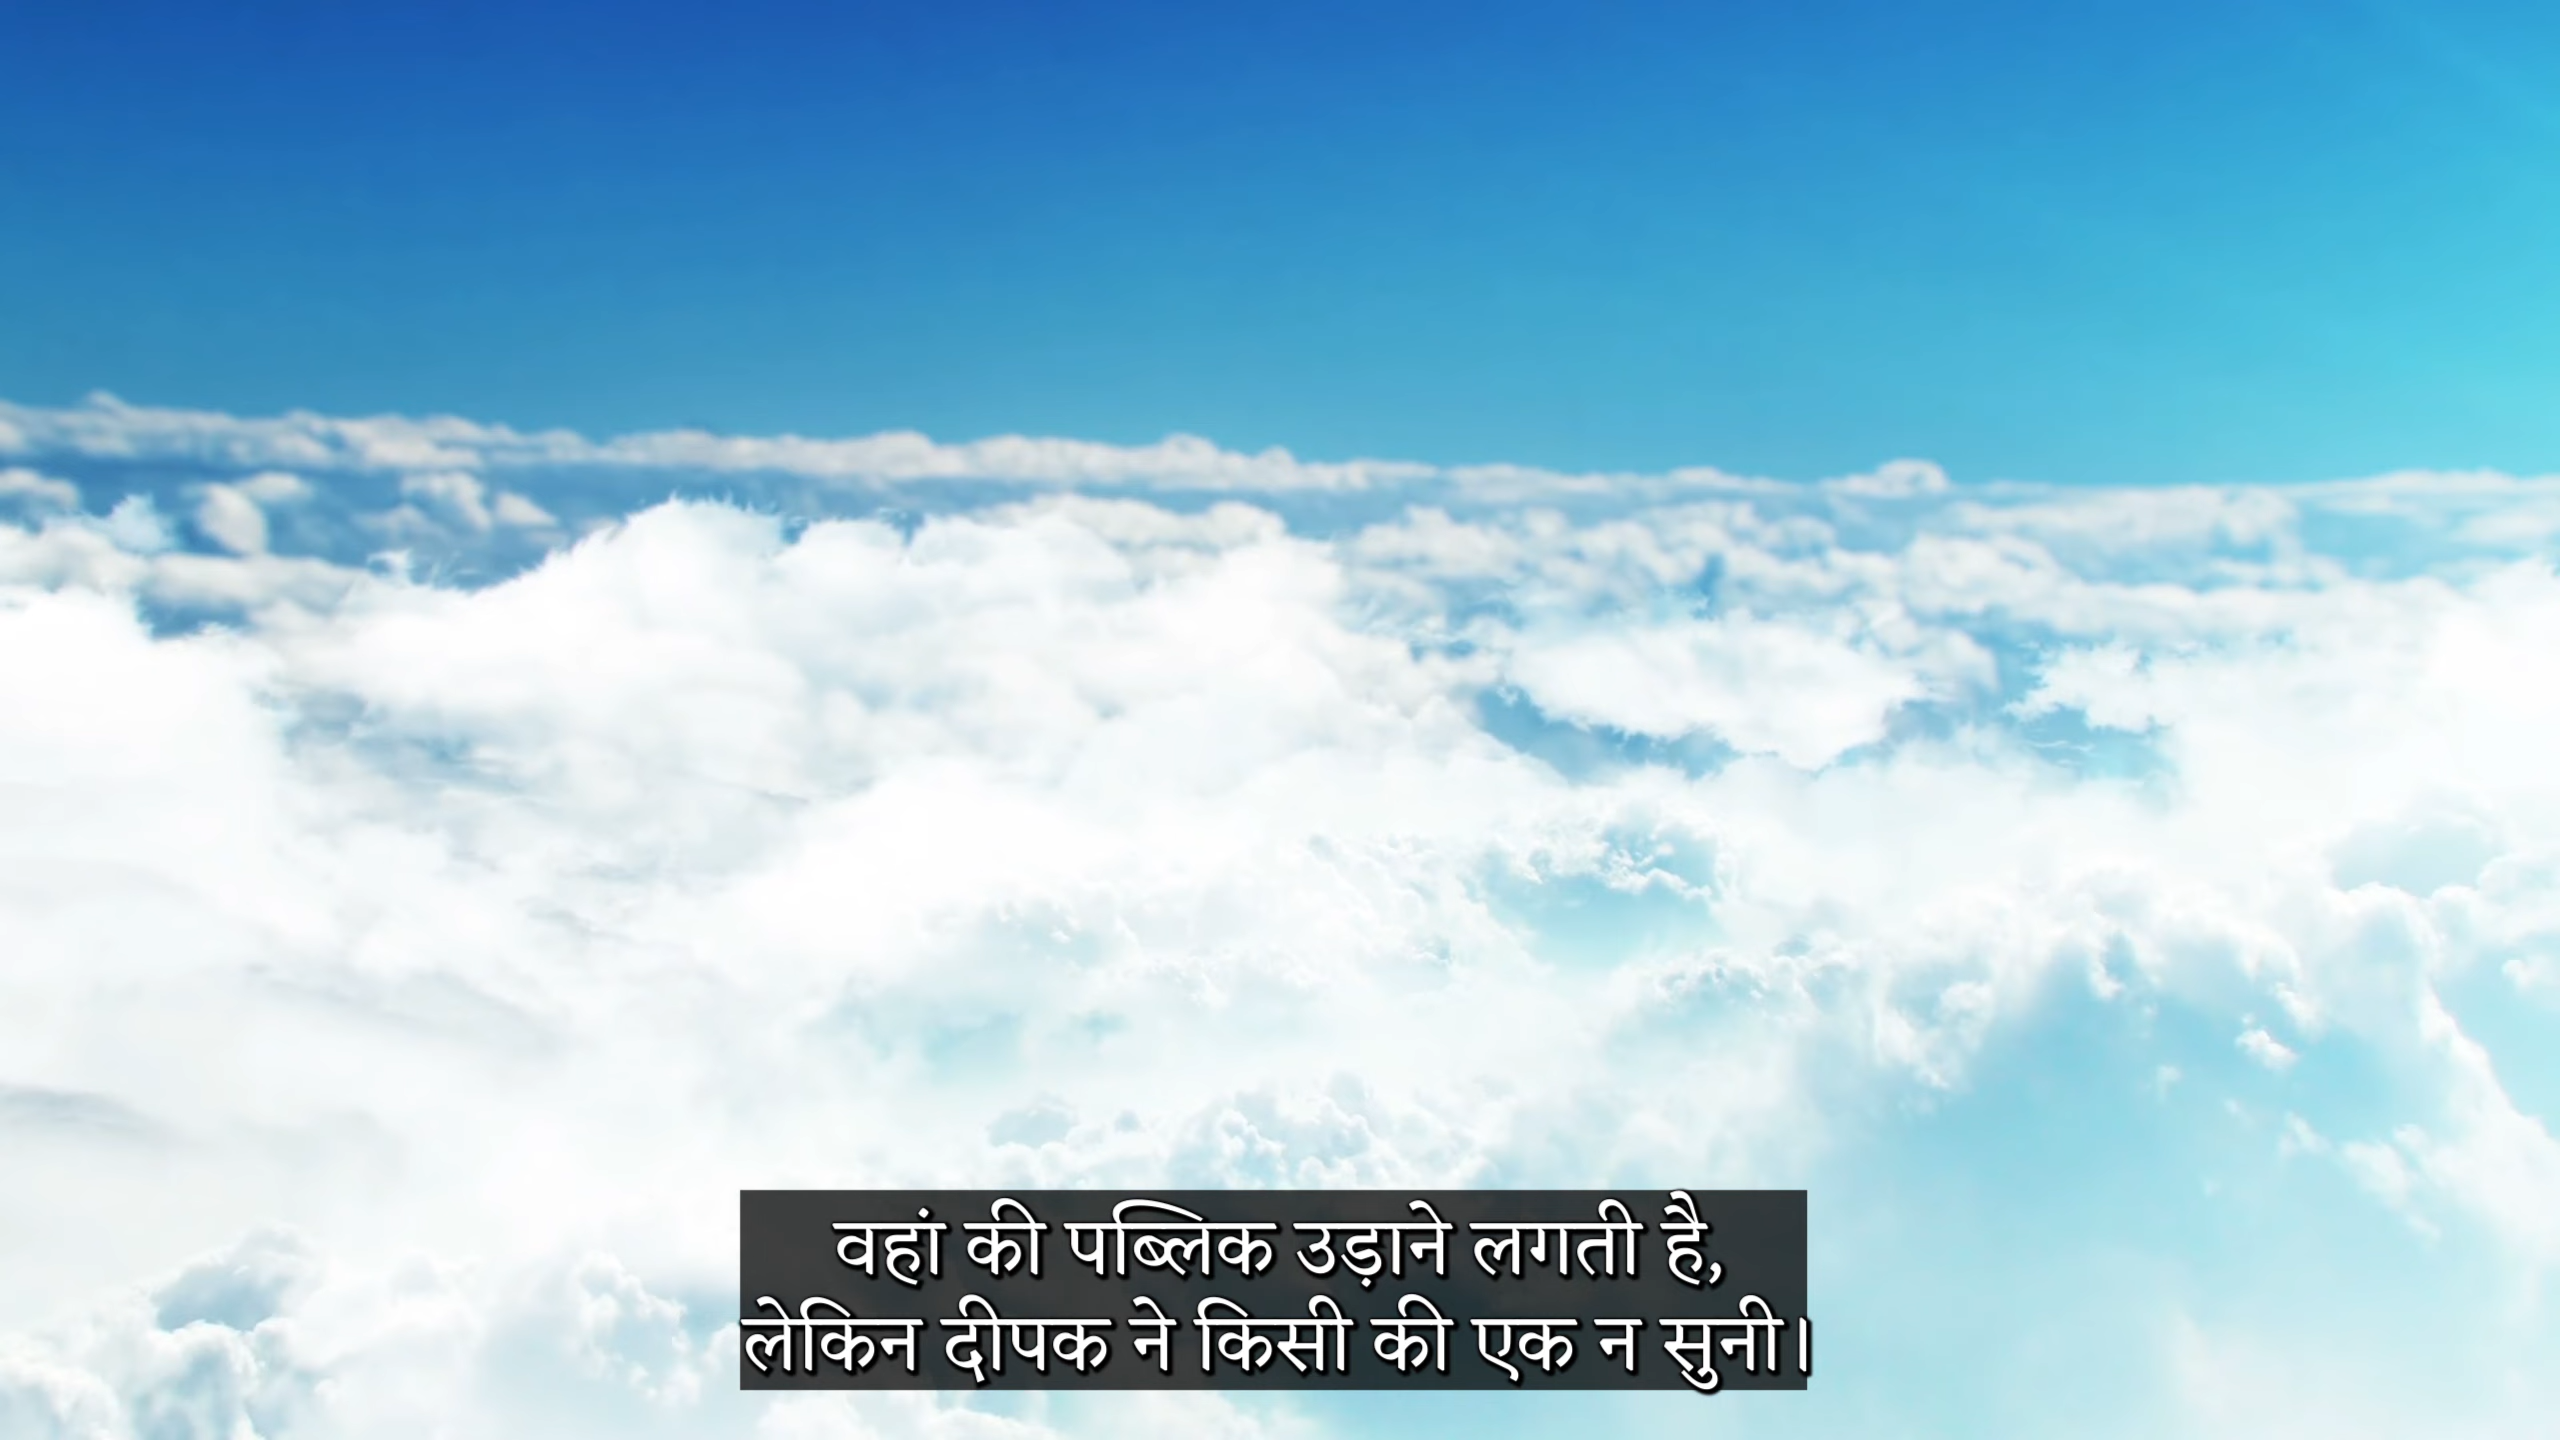 वहां की पब्लिक उड़ाने लगती है,
लेकिन दीपक ने किसी की एक न सुनी।